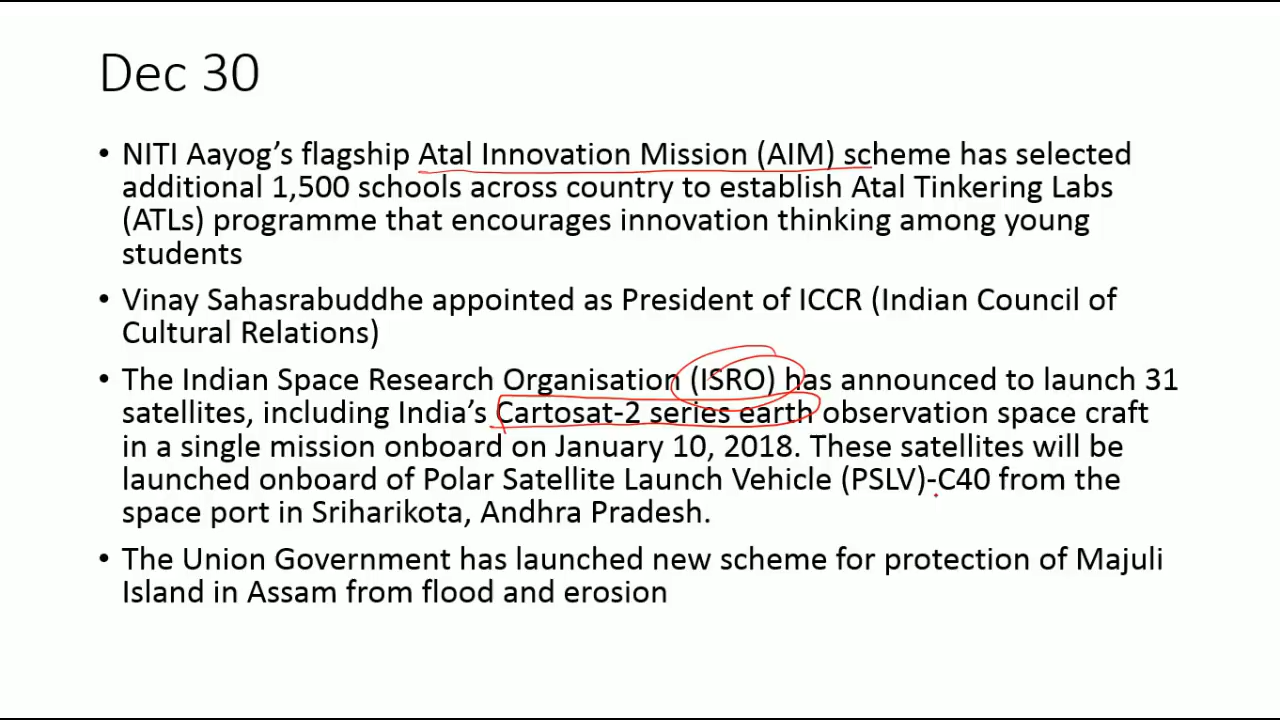 Dec 30
• NITI Aayog’s flagship Atal Innovation Mission (AIM) scheme has selected
additional 1,500 schools across country to establish Atal Tinkering Labs
(ATLs) programme that encourages innovation thinking among young
students
• Vinay Sahasrabuddhe appointed as President of ICCR (Indian Council of
Cultural Relations)
• The Indian Space Research Organisation (ISRO) has announced to launch 31
satellites, including India’s Cartosat-2 series earth observation space craft
in a single mission onboard on January 10, 2018. These satellites will be
launched onboard of Polar Satellite Launch Vehicle (PSLV)-C40 from the
space port in Sriharikota, Andhra Pradesh.
• The Union Government has launched new scheme for protection of Majuli
Island in Assam from flood and erosion